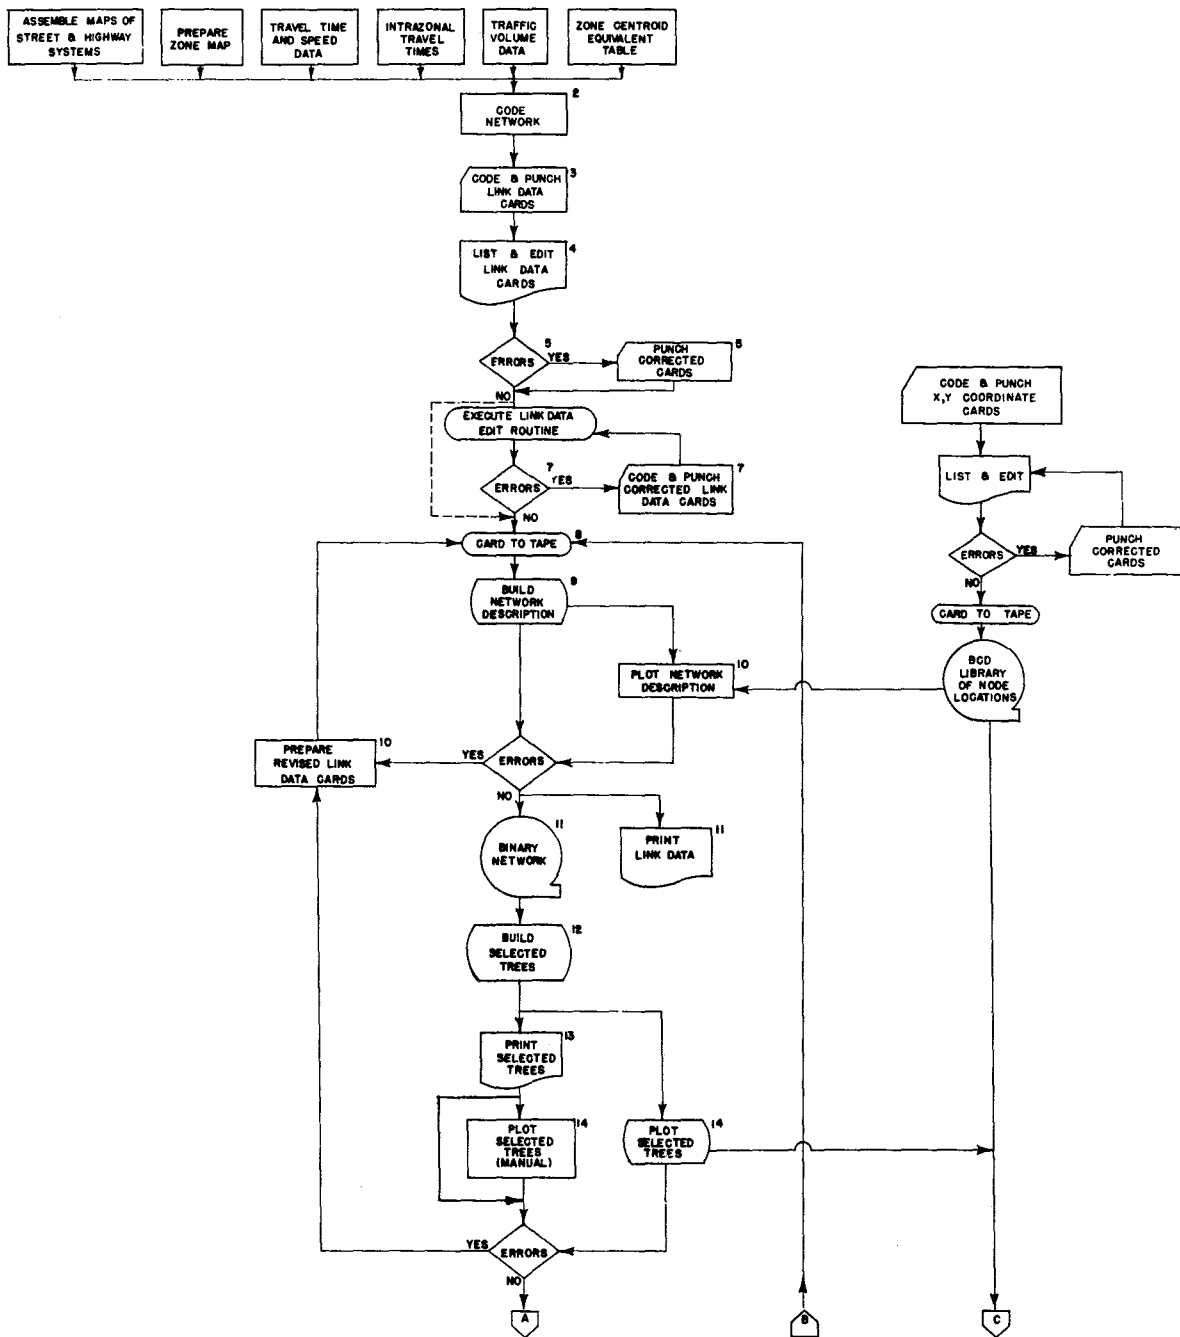 ASSEMBLE MAPS OF
STREET & HIGHWAY
SYSTEMS
PREPARE
ZONE MAP
TRAVEL TIME
AND SPEED
DATA
INTRAZONAL
TRAVEL
TIMES
TRAFFIC
VOLUME
DATA
ZONE CENTROID
EQUIVALENT
TABLE
2
CODE
NETWORK
3
CODE & PUNCH
LINK DATA
CARDS
4
LIST & EDIT
LINK DATA
CARDS
5
ERRORS
YES
NO
5
PUNCH
CORRECTED
CARDS
EXECUTE LINK DATA
EDIT ROUTINE
7
ERRORS
YES
NO
7
CODE & PUNCH
CORRECTED LINK
DATA CARDS
CODE & PUNCH
X,Y COORDINATE
CARDS
LIST & EDIT
ERRORS
YES
NO
PUNCH
CORRECTED
CARDS
CARD TO TAPE
BCD
LIBRARY
OF NODE
LOCATIONS
8
CARD TO TAPE
9
BUILD
NETWORK
DESCRIPTION
10
PLOT NETWORK
DESCRIPTION
ERRORS
YES
NO
10
PREPARE
REVISED LINK
DATA CARDS
11
BINARY
NETWORK
11
PRINT
LINK DATA
12
BUILD
SELECTED
TREES
13
PRINT
SELECTED
TREES
14
PLOT
SELECTED
TREES
(MANUAL)
14
PLOT
SELECTED
TREES
ERRORS
YES
NO
A
B
C